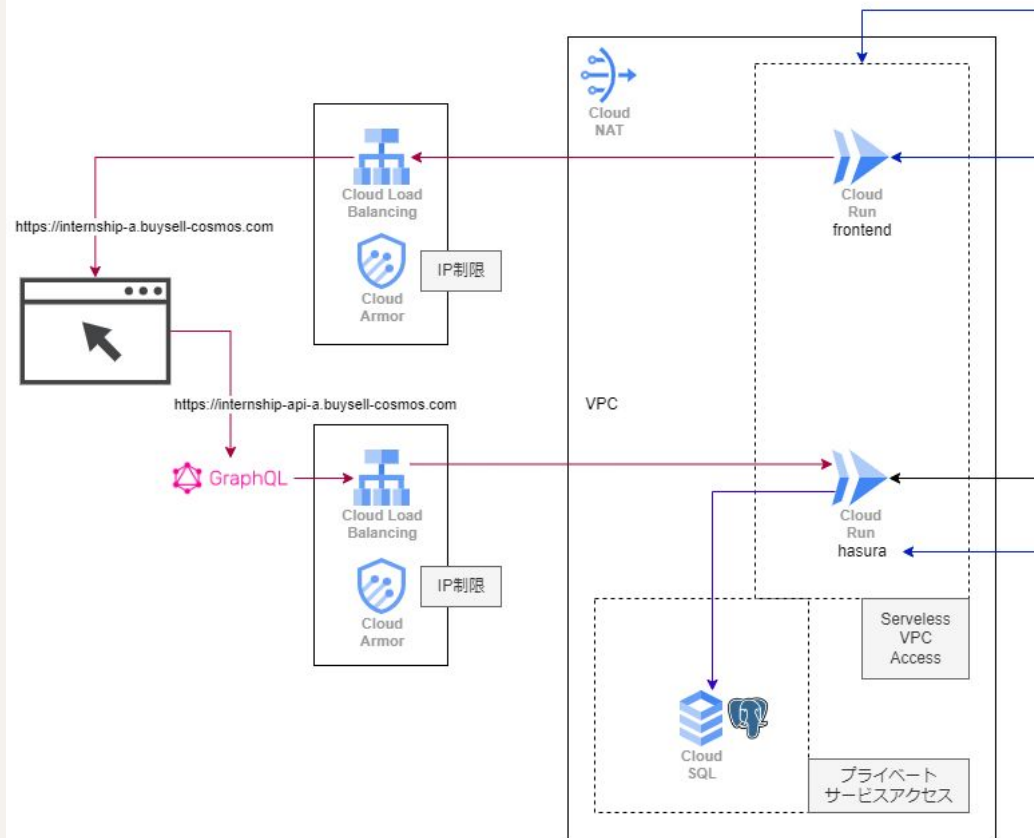 Cloud
NAT
Cloud Load
Balancing
Cloud
Run
frontend
https://internship-a.buysell-cosmos.com
IP制限
Cloud
Armor
https://internship-api-a.buysell-cosmos.com
VPC
GraphQL
Cloud Load
Balancing
Cloud
Run
hasura
IP制限
Cloud
Armor
Serveless
VPC
Access
Cloud
SQL
プライベート
サービスアクセス